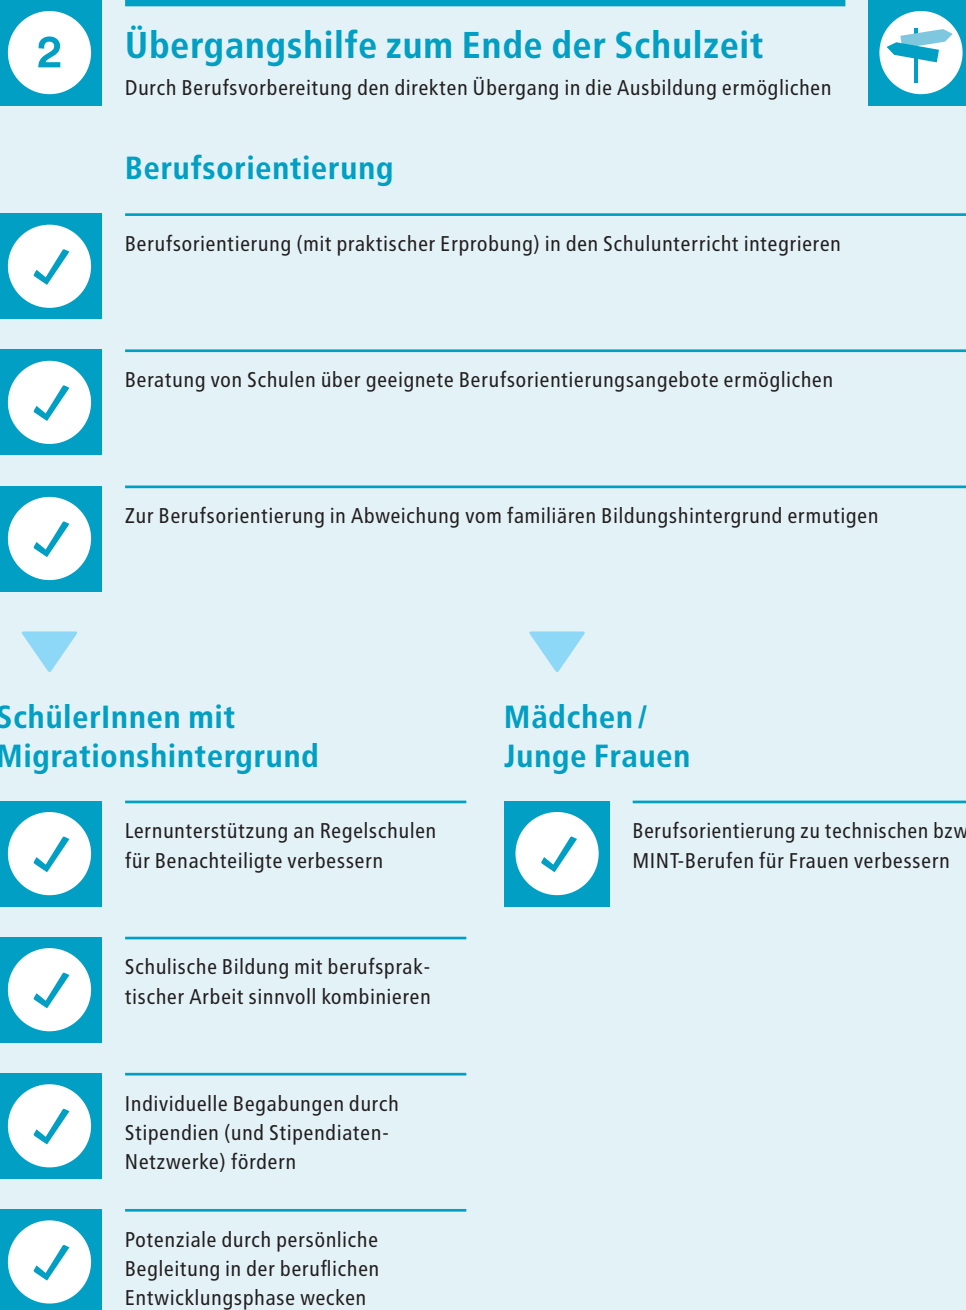 2
Übergangshilfe zum Ende der Schulzeit
Durch Berufsvorbereitung den direkten Übergang in die Ausbildung ermöglichen
Berufsorientierung
Berufsorientierung (mit praktischer Erprobung) in den Schulunterricht integrieren
Beratung von Schulen über geeignete Berufsorientierungsangebote ermöglichen
Zur Berufsorientierung in Abweichung vom familiären Bildungshintergrund ermutigen
SchülerInnen mit
Migrationshintergrund
Lernunterstützung an Regelschulen
für Benachteiligte verbessern
Schulische Bildung mit berufsprak-
tischer Arbeit sinnvoll kombinieren
Individuelle Begabungen durch
Stipendien (und Stipendiaten-
Netzwerke) fördern
Potenziale durch persönliche
Begleitung in der beruflichen
Entwicklungsphase wecken
Mädchen /
Junge Frauen
Berufsorientierung zu technischen bzw
MINT-Berufen für Frauen verbessern